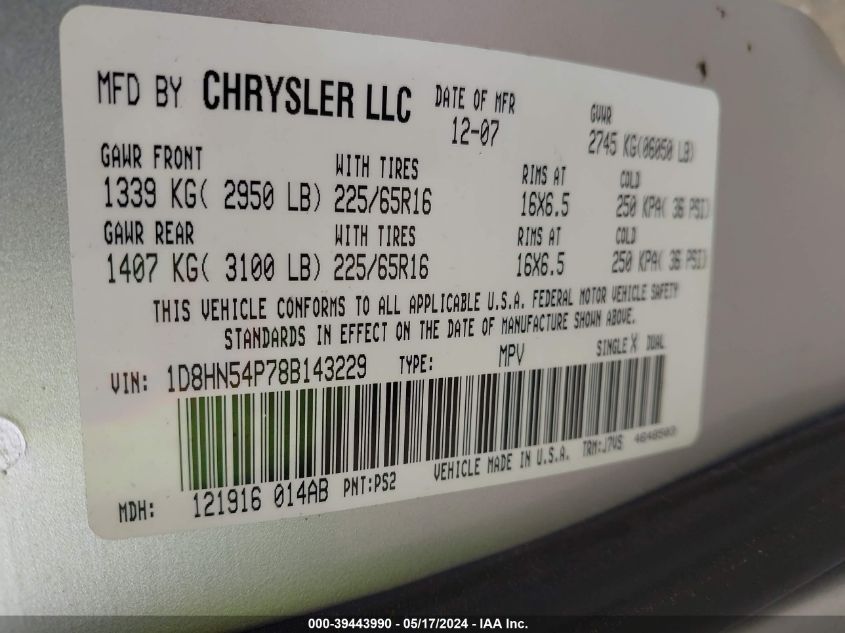 MFD BY CHRYSLER LLC DATE OF MFR GVWR
12-07 2745 KG(06050 LB)
GAWR FRONT WITH TIRES RIMS AT COLD
1339 KG( 2950 LB) 225/65R16 16X6.5 250 KPA( 36 PSI)
GAWR REAR WITH TIRES RIMS AT COLD
1407 KG( 3100 LB) 225/65R16 16X6.5 250 KPA( 36 PSI)
THIS VEHICLE CONFORMS TO ALL APPLICABLE U.S.A. FEDERAL MOTOR VEHICLE SAFETY
STANDARDS IN EFFECT ON THE DATE OF MANUFACTURE SHOWN ABOVE.
VIN: 1D8HN54P78B143229 TYPE: MPV SINGLE X DUAL
MDH: 121916 014AB PNT:PS2 VEHICLE MADE IN U.S.A. TRM:J7VS 4648503
000-39443990 - 05/17/2024 - IAA Inc.